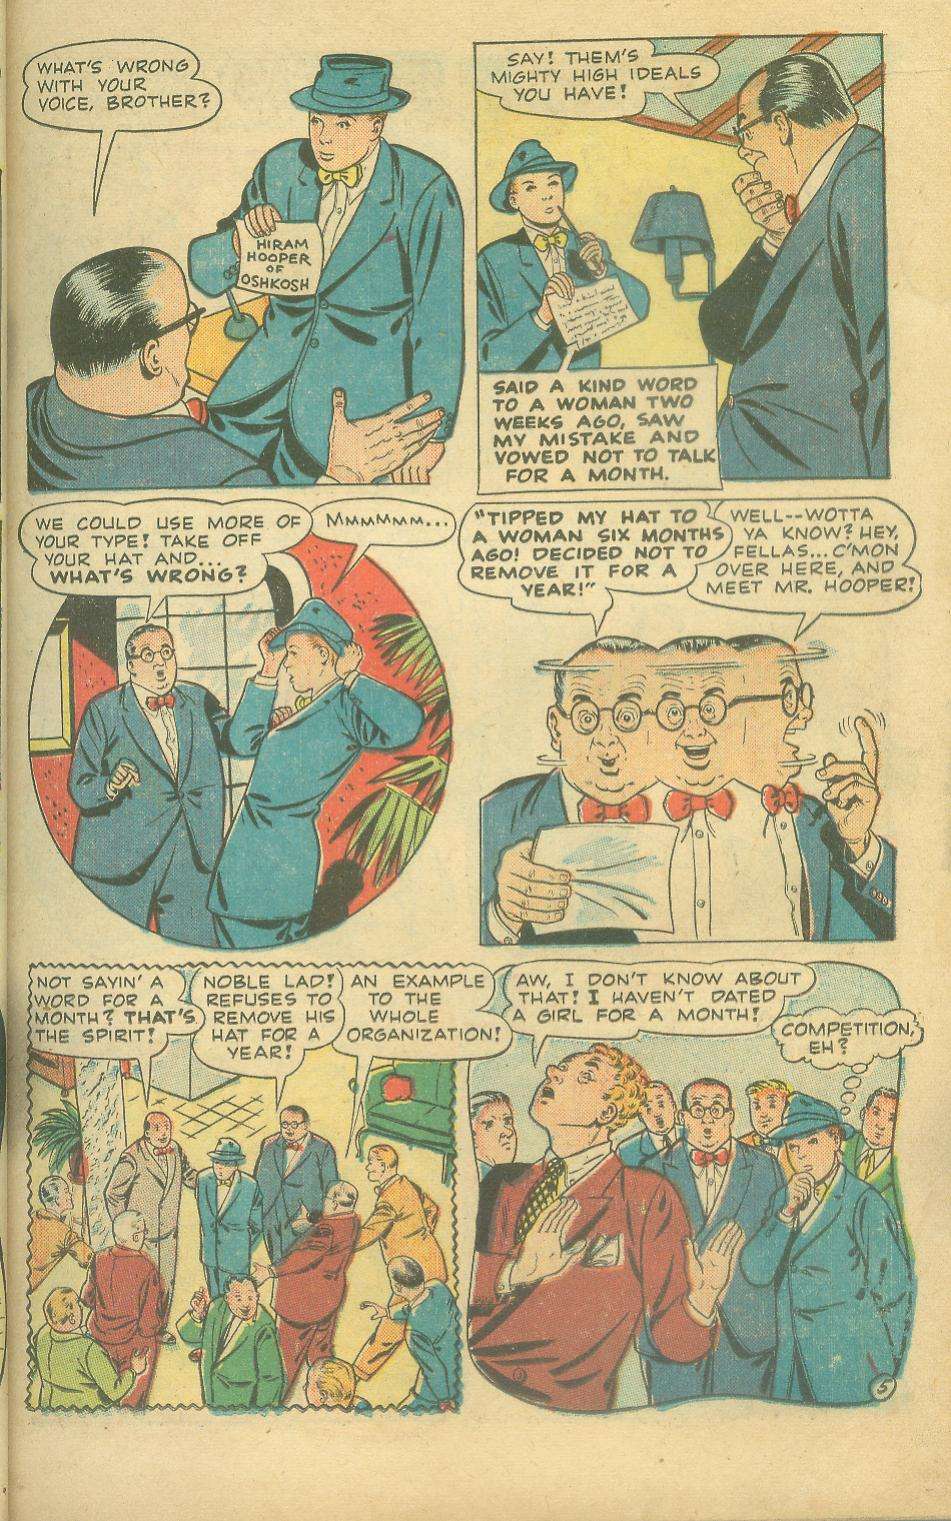 WHAT'S WRONG
WITH YOUR
VOICE, BROTHER?
HIRAM
HOOPER
OF
OSHKOSH
SAY! THEM'S
MIGHTY HIGH IDEALS
YOU HAVE!
SAID A KIND WORD
TO A WOMAN TWO
WEEKS AGO, SAW
MY MISTAKE AND
VOWED NOT TO TALK
FOR A MONTH.
WE COULD USE MORE OF
YOUR TYPE! TAKE OFF
YOUR HAT AND...
WHAT'S WRONG?
MMMMMMM...
"TIPPED MY HAT TO
A WOMAN SIX MONTHS
AGO! DECIDED NOT TO
REMOVE IT FOR A
YEAR!"
WELL--WOTTA
YA KNOW? HEY,
FELLAS... C'MON
OVER HERE, AND
MEET MR. HOOPER!
NOT SAYIN' A
WORD FOR A
MONTH? THAT'S
THE SPIRIT!
NOBLE LAD!
REFUSES TO
REMOVE HIS
HAT FOR A
YEAR!
AN EXAMPLE
TO THE
WHOLE
ORGANIZATION!
AW, I DON'T KNOW ABOUT
THAT! I HAVEN'T DATED
A GIRL FOR A MONTH!
COMPETITION,
EH?
5